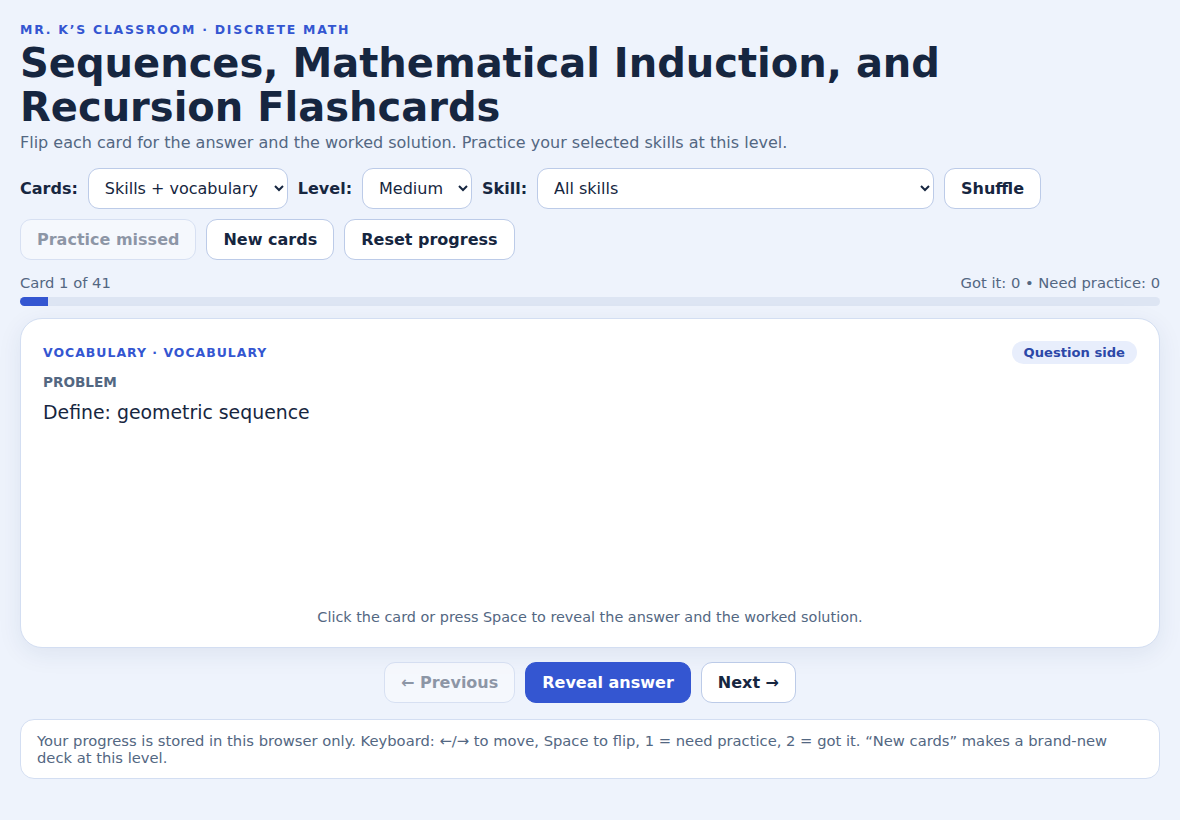 MR. K’S CLASSROOM · DISCRETE MATH
Sequences, Mathematical Induction, and
Recursion Flashcards
Flip each card for the answer and the worked solution. Practice your selected skills at this level.
Cards: Skills + vocabulary Level: Medium Skill: All skills Shuffle
Practice missed New cards Reset progress
Card 1 of 41 Got it: 0 • Need practice: 0
VOCABULARY · VOCABULARY Question side
PROBLEM
Define: geometric sequence
Click the card or press Space to reveal the answer and the worked solution.
← Previous Reveal answer Next →
Your progress is stored in this browser only. Keyboard: ←/→ to move, Space to flip, 1 = need practice, 2 = got it. “New cards” makes a brand-new
deck at this level.